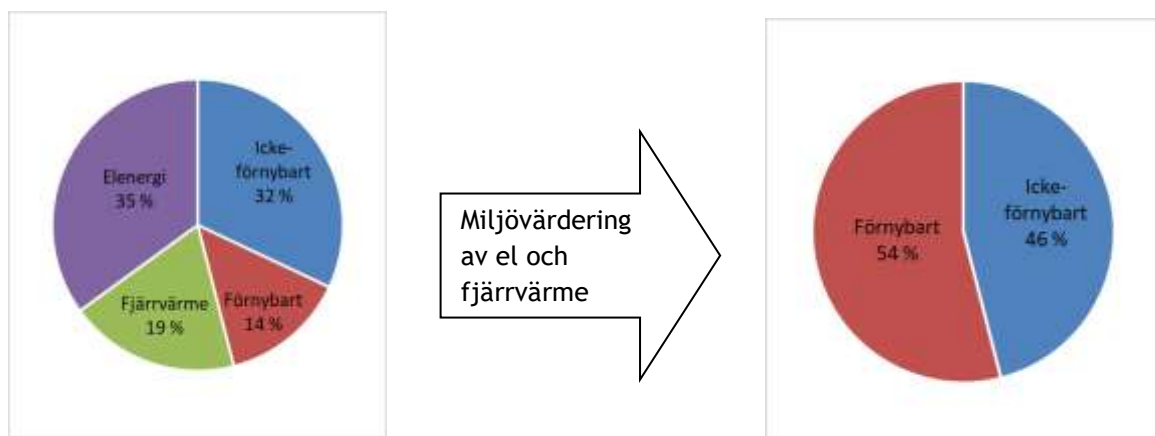 Elenergi
35 %
Icke-
förnybart
32 %
Fjärrvärme
19 %
Förnybart
14 %
Miljövärdering
av el och
fjärrvärme
Förnybart
54 %
Icke-
förnybart
46 %